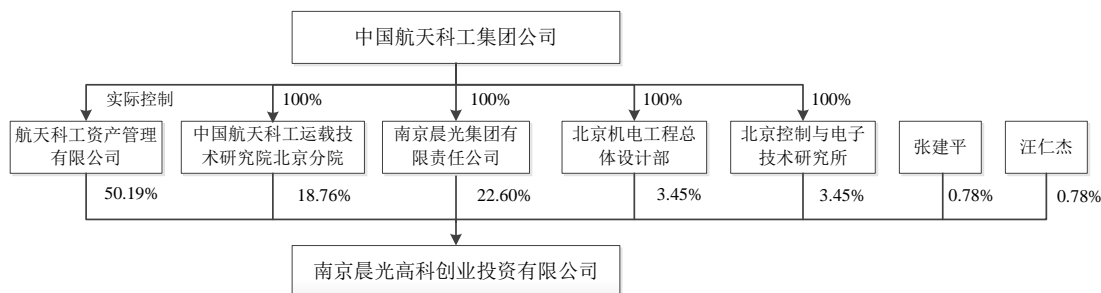 中国航天科工集团公司
实际控制
100%
100%
100%
100%
航天科工资产管理
有限公司
中国航天科工运载技
术研究院北京分院
南京晨光集团有
限责任公司
北京机电工程总
体设计部
北京控制与电子
技术研究所
张建平
汪仁杰
50.19%
18.76%
22.60%
3.45%
3.45%
0.78%
0.78%
南京晨光高科创业投资有限公司